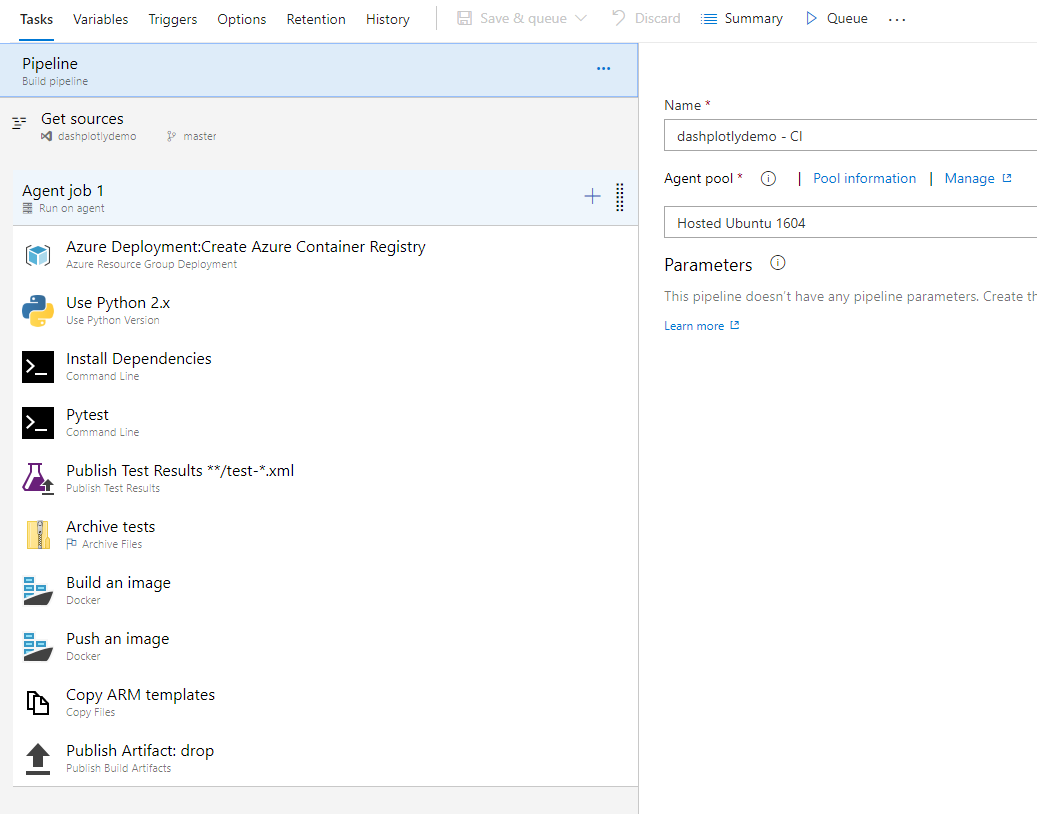 Tasks Variables Triggers Options Retention History Save & queue Discard Summary Queue ...
Pipeline
Build pipeline
...
Get sources
dashplotlydemo master
Agent job 1
Run on agent
Azure Deployment:Create Azure Container Registry
Azure Resource Group Deployment
Use Python 2.x
Use Python Version
Install Dependencies
Command Line
Pytest
Command Line
Publish Test Results **/test-*.xml
Publish Test Results
Archive tests
Archive Files
Build an image
Docker
Push an image
Docker
Copy ARM templates
Copy Files
Publish Artifact: drop
Publish Build Artifacts
Name *
dashplotlydemo - CI
Agent pool * | Pool information | Manage
Hosted Ubuntu 1604
Parameters
This pipeline doesn't have any pipeline parameters. Create th
Learn more